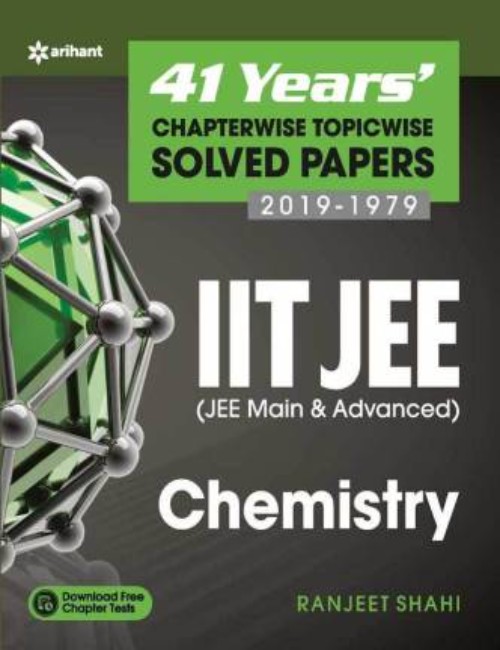 arihant
41 Years'
CHAPTERWISE TOPICWISE
SOLVED PAPERS
2019-1979
IIT JEE
(JEE Main & Advanced)
Chemistry
Download Free
Chapter Tests
RANJEET SHAHI